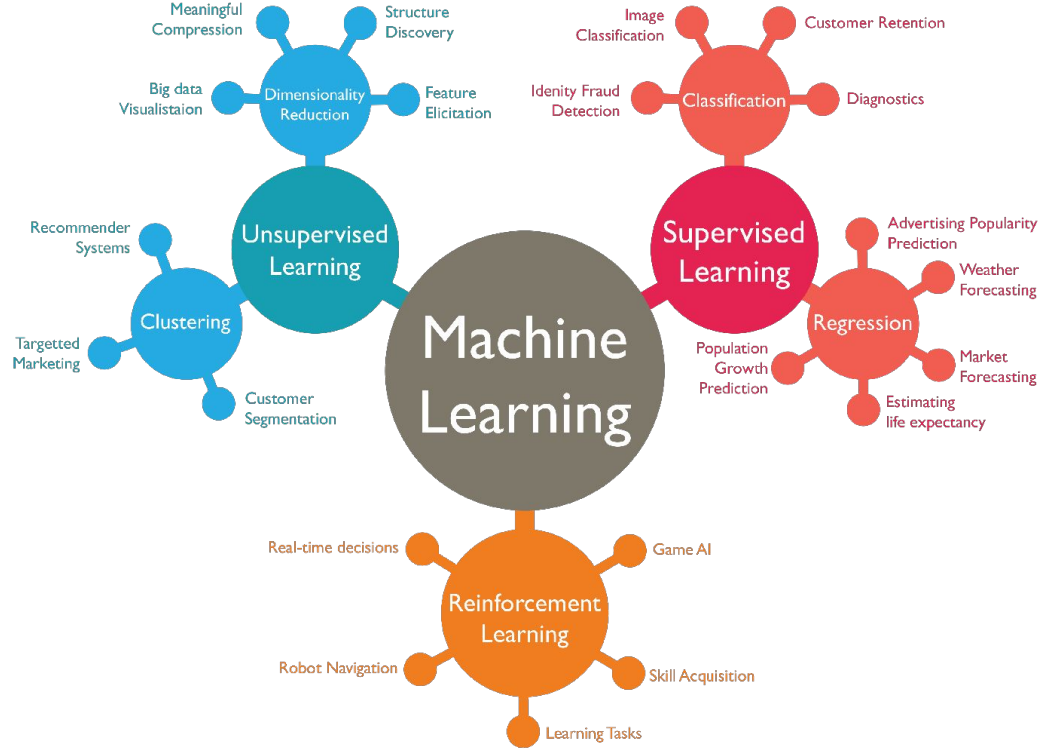 Meaningful
Compression
Structure
Discovery
Big data
Visualistaion
Dimensionality
Reduction
Feature
Elicitation
Image
Classification
Customer Retention
Idenity Fraud
Detection
Classification
Diagnostics
Recommender
Systems
Unsupervised
Learning
Clustering
Targetted
Marketing
Customer
Segmentation
Machine
Learning
Supervised
Learning
Advertising Popularity
Prediction
Weather
Forecasting
Regression
Population
Growth
Prediction
Market
Forecasting
Estimating
life expectancy
Real-time decisions
Game AI
Reinforcement
Learning
Robot Navigation
Skill Acquisition
Learning Tasks